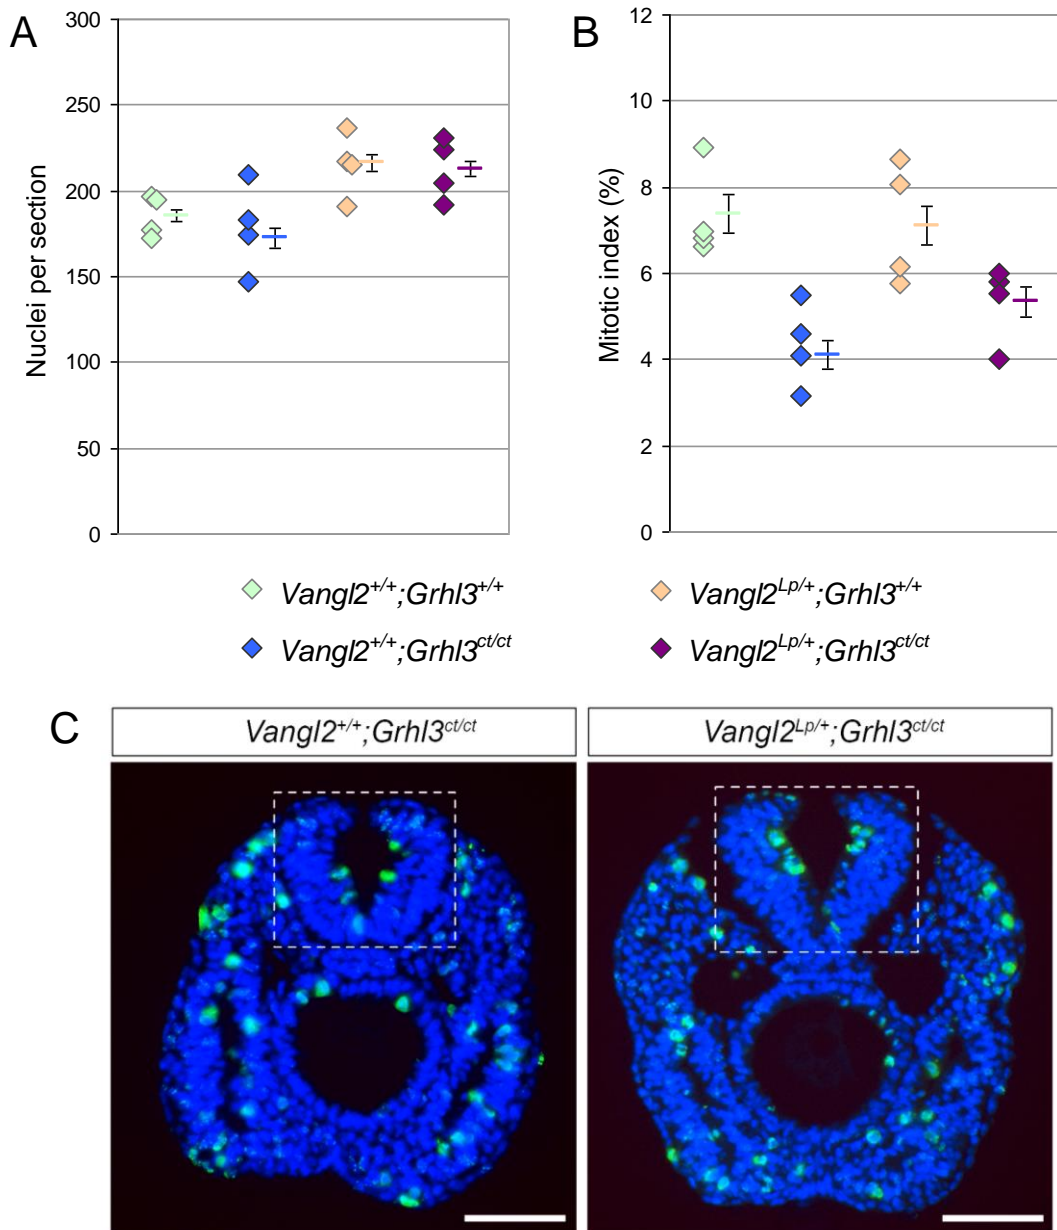 A
Nuclei per section
300
250
200
150
100
50
0
B
Mitotic index (%)
12
10
8
6
4
2
0
Vangl2+/+;Grhl3+/+
Vangl2Lp/+;Grhl3+/+
Vangl2+/+;Grhl3ct/ct
Vangl2Lp/+;Grhl3ct/ct
C
Vangl2+/+;Grhl3ct/ct
Vangl2Lp/+;Grhl3ct/ct